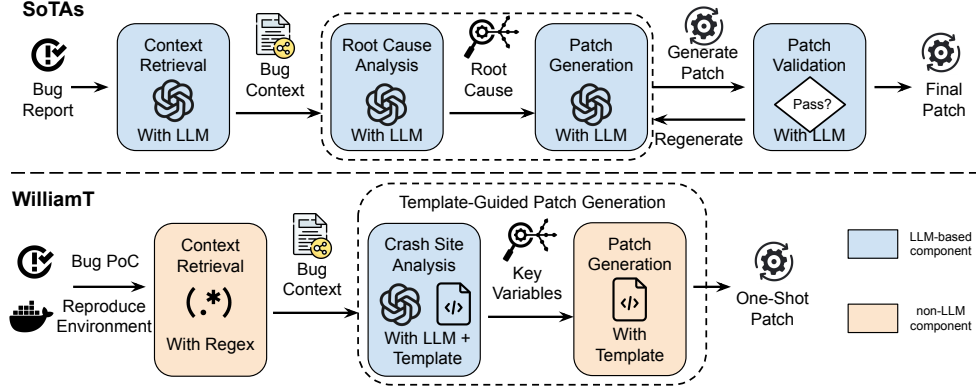 SoTAs
Bug
Report
Context
Retrieval
With LLM
Bug
Context
Root Cause
Analysis
With LLM
Root
Cause
Patch
Generation
With LLM
Generate
Patch
Regenerate
Patch
Validation
Pass?
With LLM
Final
Patch
WilliamT
Bug PoC
Reproduce
Environment
Context
Retrieval
(.*)
With Regex
Bug
Context
Template-Guided Patch Generation
Crash Site
Analysis
</>
With LLM +
Template
Key
Variables
Patch
Generation
</>
With
Template
One-Shot
Patch
LLM-based
component
non-LLM
component